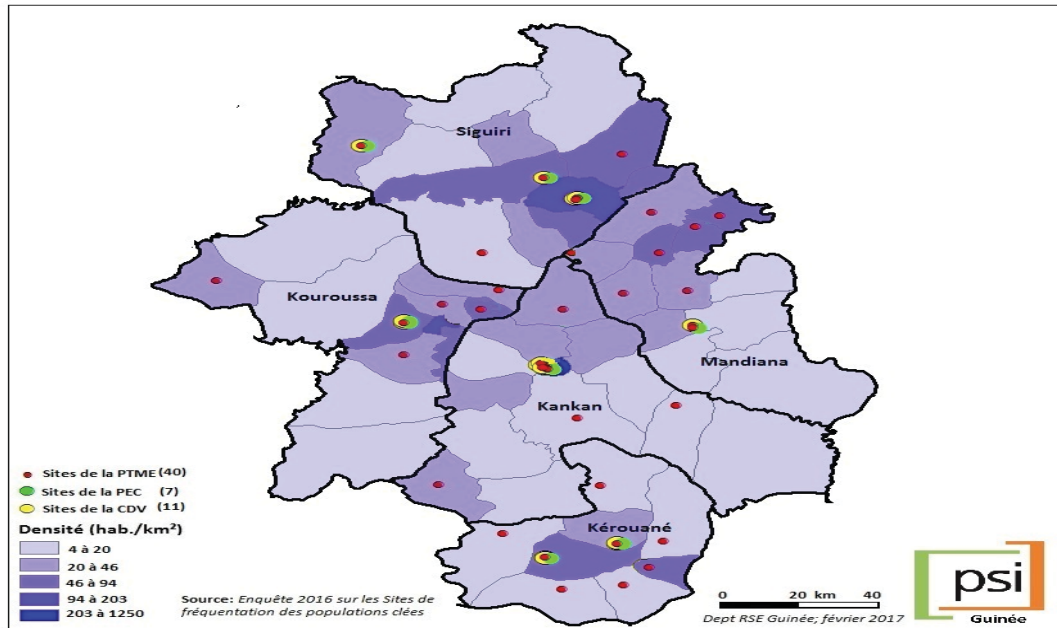 Siguiri
Kouroussa
Mandiana
Kankan
Kérouané
Sites de la PTME (40)
Sites de la PEC (7)
Sites de la CDV (11)
Densité (hab./km²)
4 à 20
20 à 46
46 à 94
94 à 203
203 à 1250
Source: Enquête 2016 sur les Sites de
fréquentation des populations clées
0 20 km 40
Dept RSE Guinée; février 2017
psi
Guinée